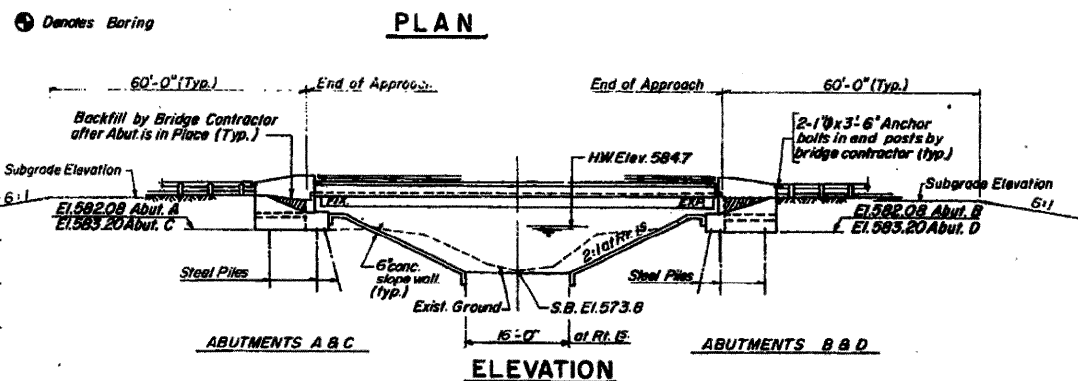 Denotes Boring
PLAN
60'-0" (Typ.)
End of Approach
End of Approach
60'-0" (Typ.)
Backfill by Bridge Contractor
after Abut. is in Place (Typ.)
2-1"φx3'-6" Anchor
bolts in end posts by
bridge contractor (typ.)
H.W. Elev. 584.7
Subgrade Elevation
Subgrade Elevation
6:1
6:1
FIX.
EXP.
El. 582.08 Abut. A
El. 583.20 Abut. C
El. 582.08 Abut. B
El. 583.20 Abut. D
2:1 at Rt. LS
Steel Piles
6" conc.
slope wall.
(typ.)
Steel Piles
Exist. Ground
S.B. El. 573.8
16'-0"
at Rt. LS
ABUTMENTS A & C
ABUTMENTS B & D
ELEVATION